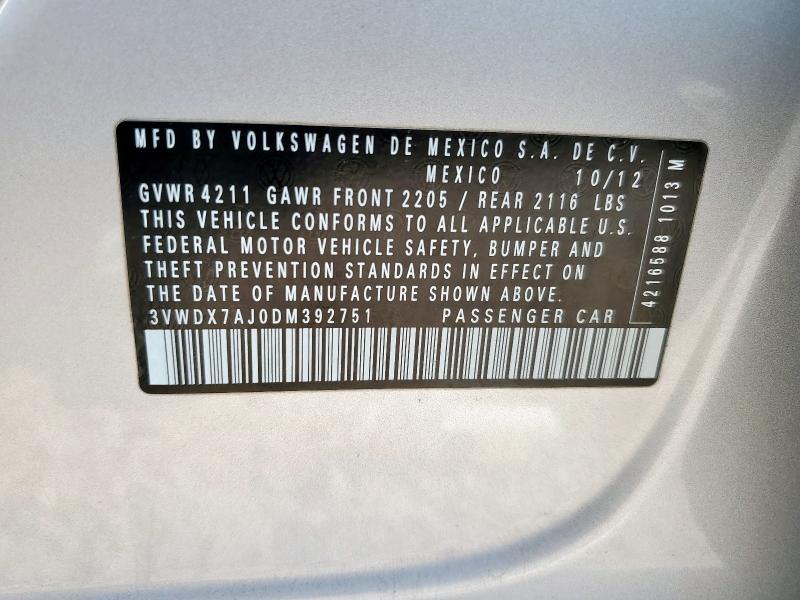 MFD BY VOLKSWAGEN DE MEXICO S.A. DE C.V.
MEXICO 10/12
GVWR 4211 GAWR FRONT 2205 / REAR 2116 LBS
THIS VEHICLE CONFORMS TO ALL APPLICABLE U.S.
FEDERAL MOTOR VEHICLE SAFETY, BUMPER AND
THEFT PREVENTION STANDARDS IN EFFECT ON
THE DATE OF MANUFACTURE SHOWN ABOVE.
3VWDX7AJ0DM392751 PASSENGER CAR
4216588 1013 M